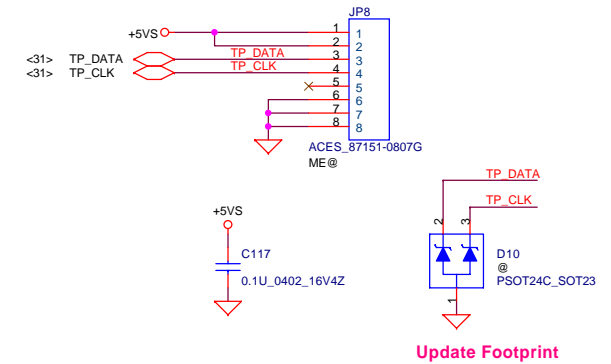 JP8
+5VS
1 1
2 2
<31> TP_DATA TP_DATA 3 3
<31> TP_CLK TP_CLK 4 4
5 5
6 6
7 7
8 8
ACES_87151-0807G
ME@
TP_DATA
TP_CLK
+5VS
2 3
C117
0.1U_0402_16V4Z
D10
@
PSOT24C_SOT23
1
Update Footprint